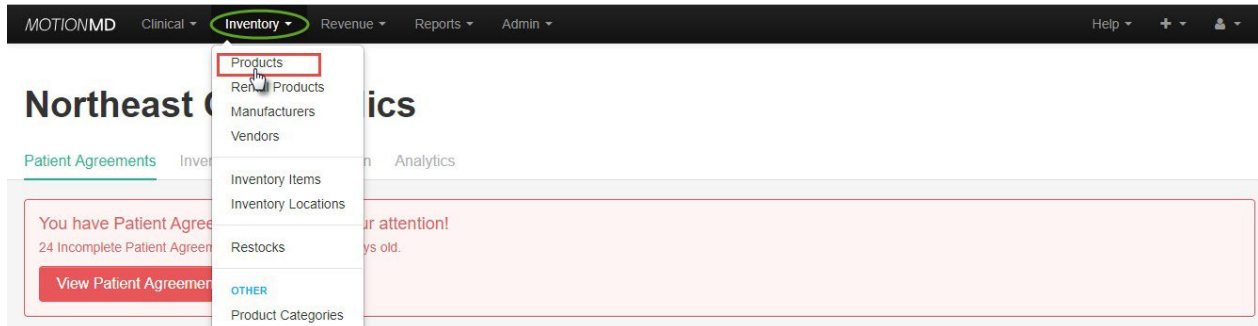 MOTIONMD Clinical Inventory Revenue Reports Admin Help
Products
Rental Products
Manufacturers
Vendors
Inventory Items
Inventory Locations
Restocks
OTHER
Product Categories
Northeast ics
Patient Agreements Inver n Analytics
You have Patient Agree ur attention!
24 Incomplete Patient Agreem ys old.
View Patient Agreemen